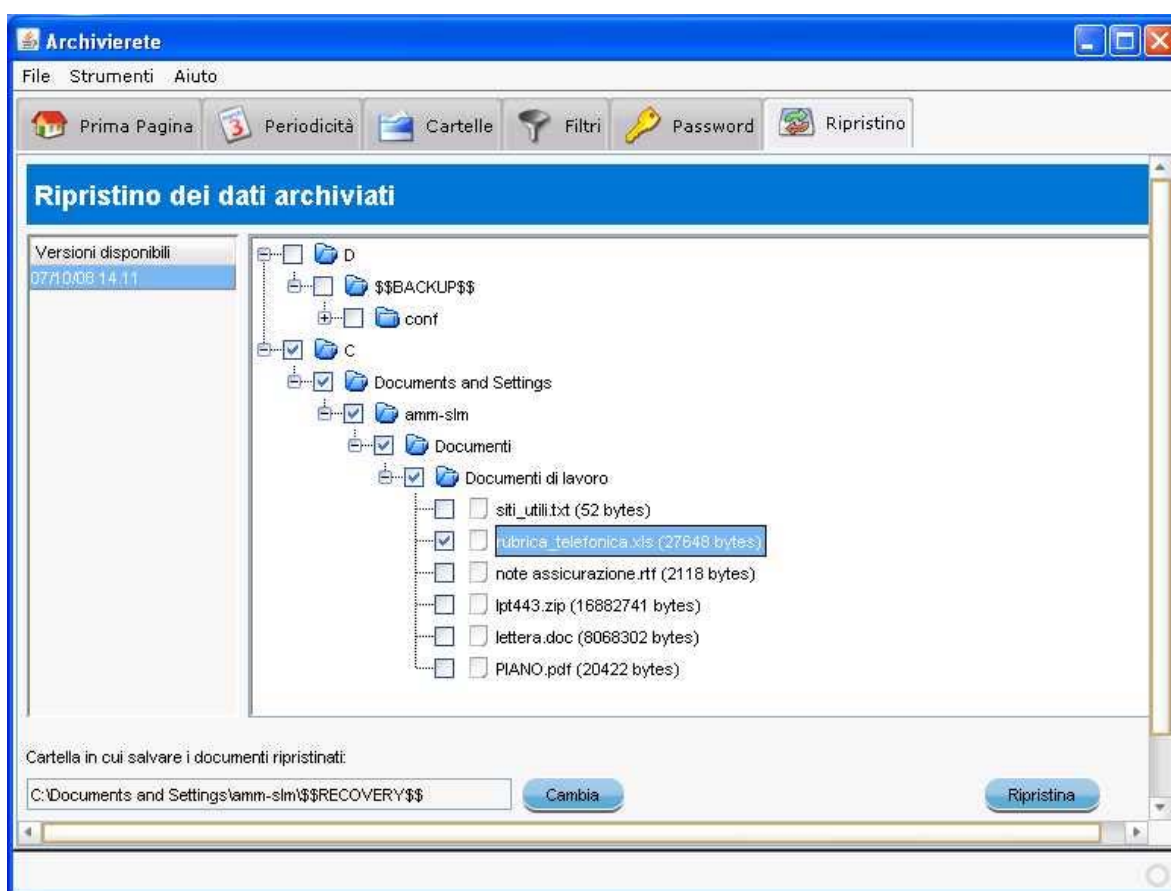 Archivierete
File Strumenti Aiuto
Prima Pagina 3 Periodicità Cartelle Filtri Password Ripristino
Ripristino dei dati archiviati
Versioni disponibili
07/10/08 14.11
D
$$BACKUP$$
conf
C
Documents and Settings
amm-slm
Documenti
Documenti di lavoro
siti_utili.txt (52 bytes)
rubrica_telefonica.xls (27648 bytes)
note assicurazione.rtf (2118 bytes)
lpt443.zip (16882741 bytes)
lettera.doc (8068302 bytes)
PIANO.pdf (20422 bytes)
Cartella in cui salvare i documenti ripristinati:
C:\Documents and Settings\amm-slm\$$RECOVERY$$ Cambia Ripristina